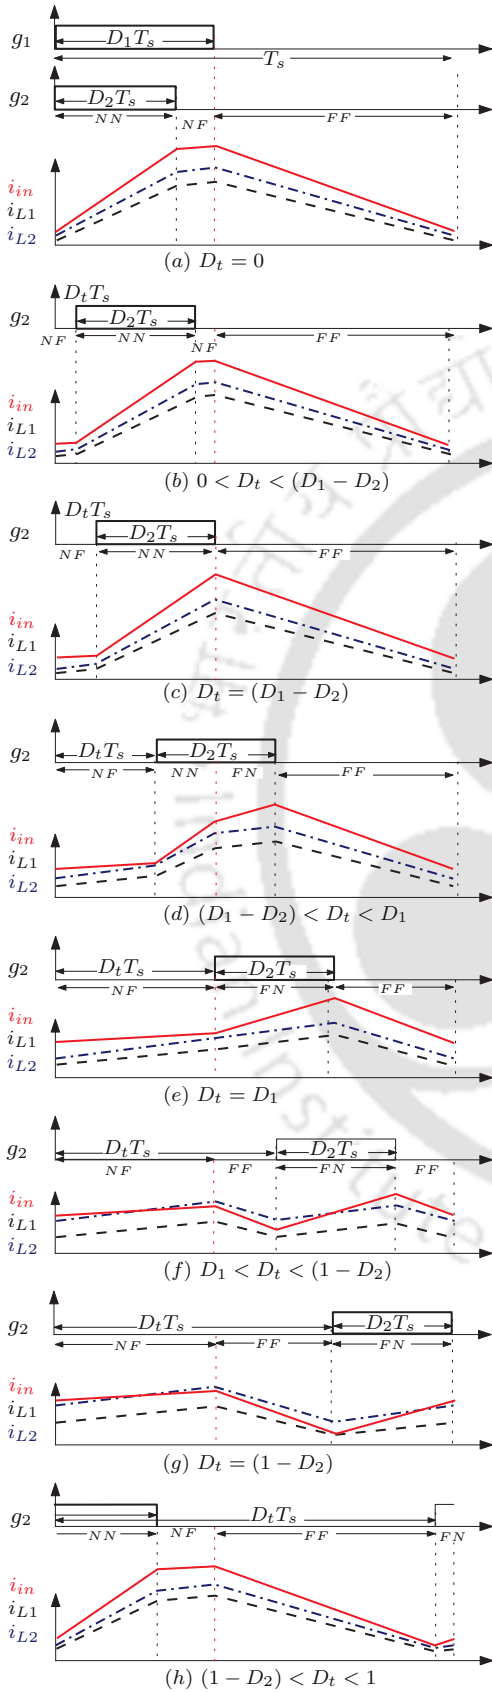 g1
D1Ts
Ts
g2
D2Ts
NN NF FF
iin
iL1
iL2
(a) Dt = 0
DtTs
g2
D2Ts
NF NN NF FF
iin
iL1
iL2
(b) 0 < Dt < (D1 − D2)
DtTs
g2
D2Ts
NF NN FF
iin
iL1
iL2
(c) Dt = (D1 − D2)
g2
DtTs D2Ts
NF NN FN FF
iin
iL1
iL2
(d) (D1 − D2) < Dt < D1
g2
DtTs D2Ts
NF FN FF
iin
iL1
iL2
(e) Dt = D1
g2
DtTs D2Ts
NF FF FN FF
iin
iL1
iL2
(f) D1 < Dt < (1 − D2)
g2
DtTs D2Ts
NF FF FN
iin
iL1
iL2
(g) Dt = (1 − D2)
g2
DtTs
NN NF FF FN
iin
iL1
iL2
(h) (1 − D2) < Dt < 1
Indian Institute